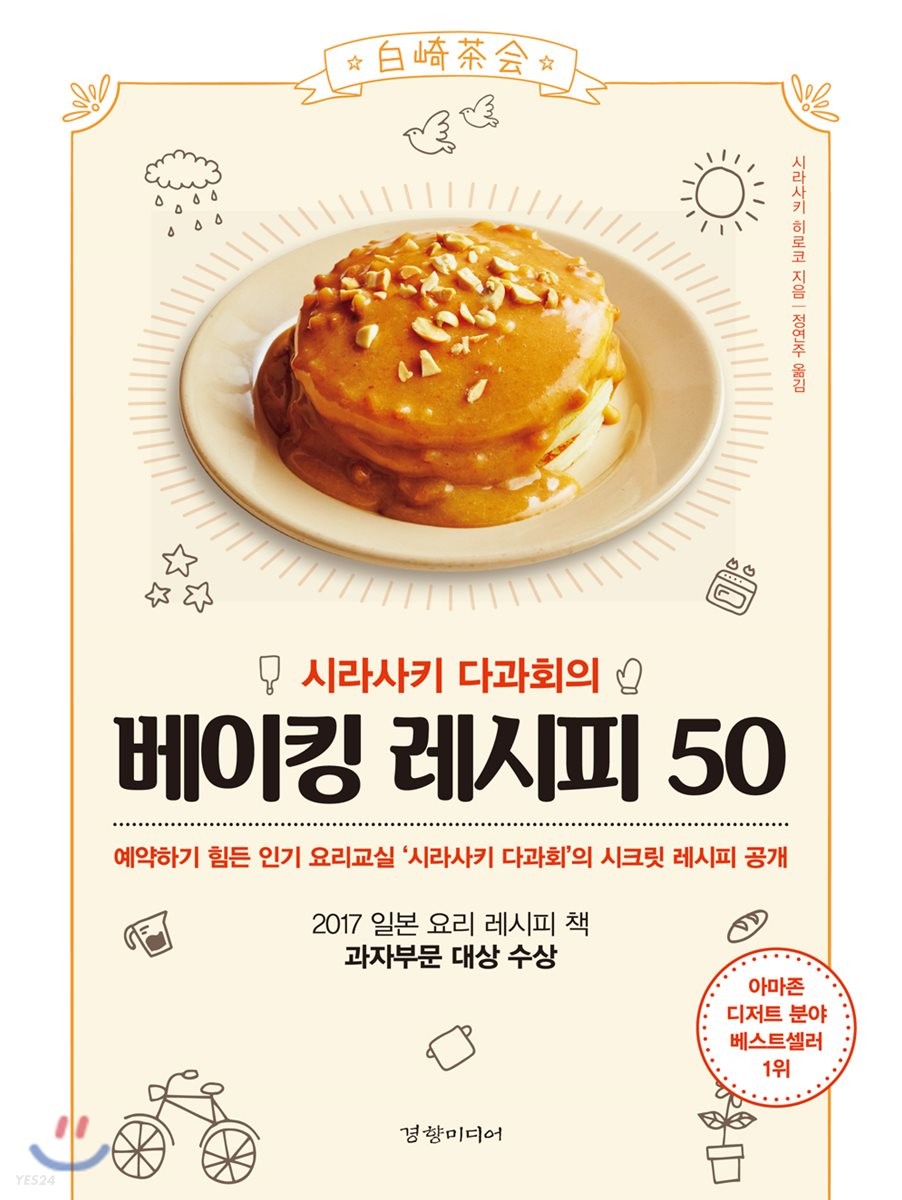 ☆ 白崎茶会 ☆
시라사키 히로코 지음 | 정연주 옮김
시라사키 다과회의
베이킹 레시피 50
예약하기 힘든 인기 요리교실 ‘시라사키 다과회’의 시크릿 레시피 공개
2017 일본 요리 레시피 책
과자부문 대상 수상
아마존
디저트 분야
베스트셀러
1위
경향미디어
YES24